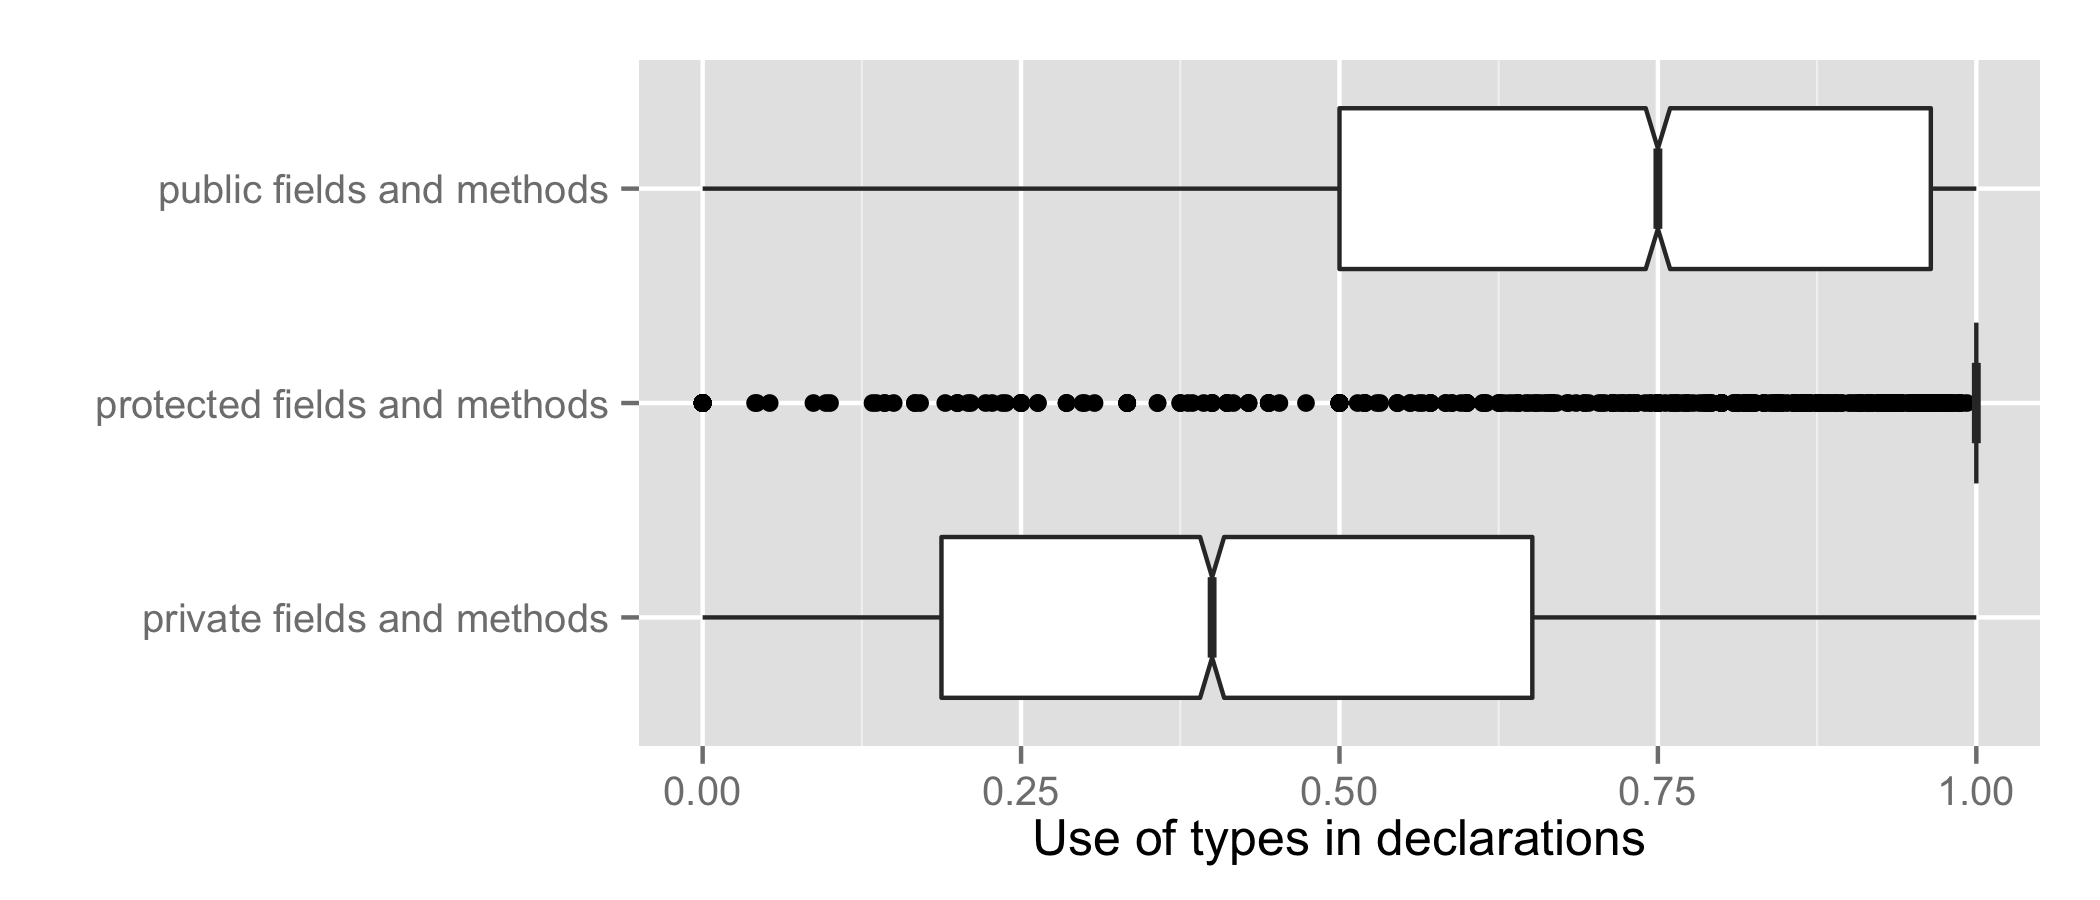 public fields and methods
protected fields and methods
private fields and methods
0.00 0.25 0.50 0.75 1.00
Use of types in declarations